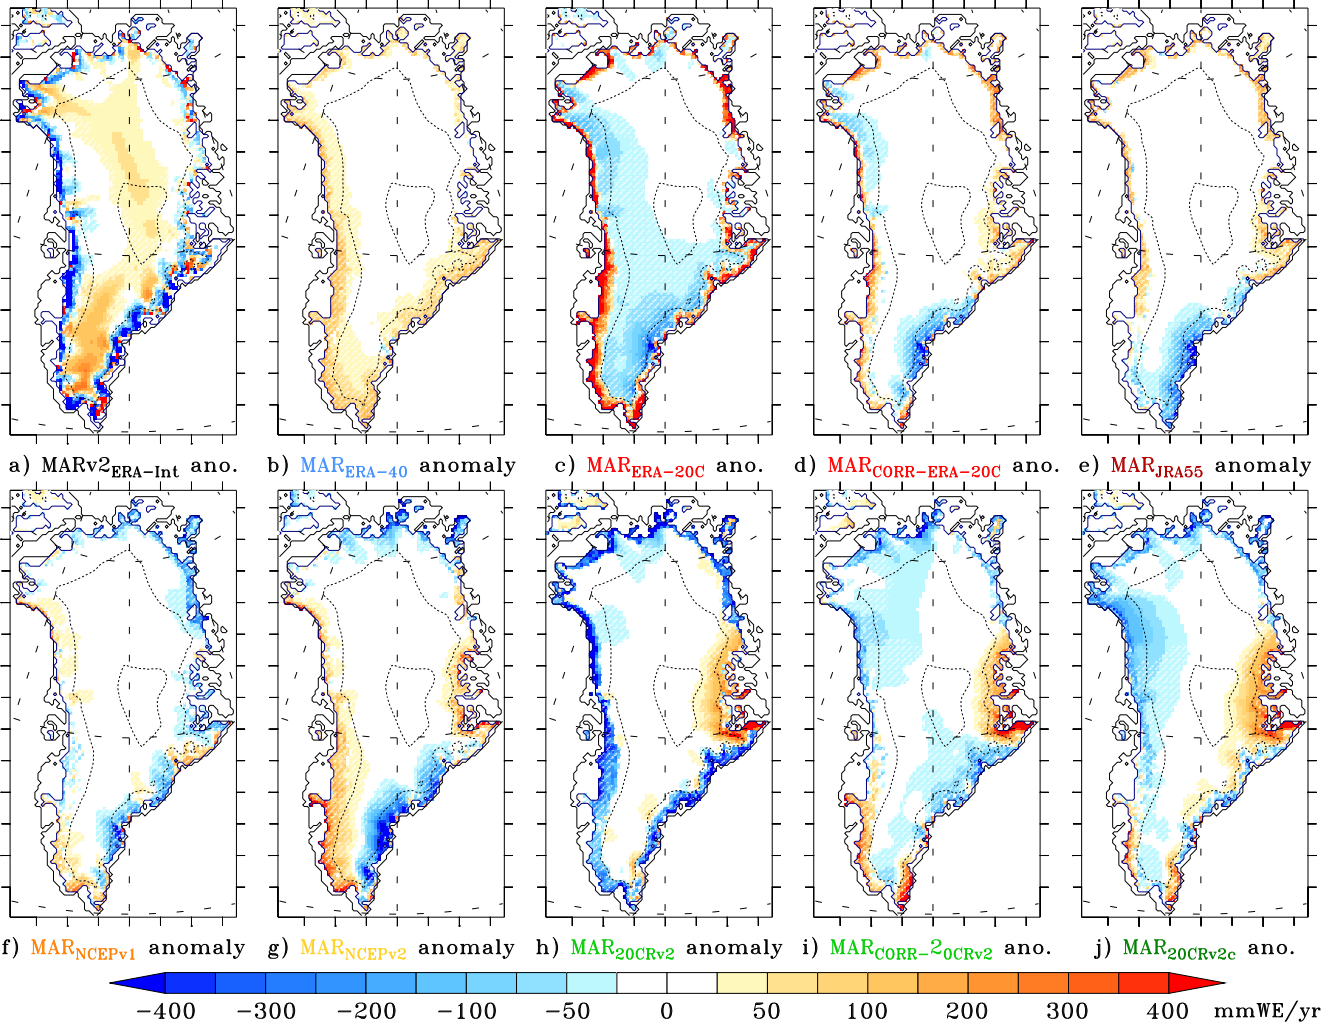 a) MARv2ERA-Int ano.
b) MARERA-40 anomaly
c) MARERA-20C ano.
d) MARCORR-ERA-20C ano.
e) MARJRA55 anomaly
f) MARNCEPv1 anomaly
g) MARNCEPv2 anomaly
h) MAR20CRv2 anomaly
i) MARCORR-20CRv2 ano.
j) MAR20CRv2c ano.
-400 -300 -200 -100 -50 0 50 100 200 300 400 mmWE/yr